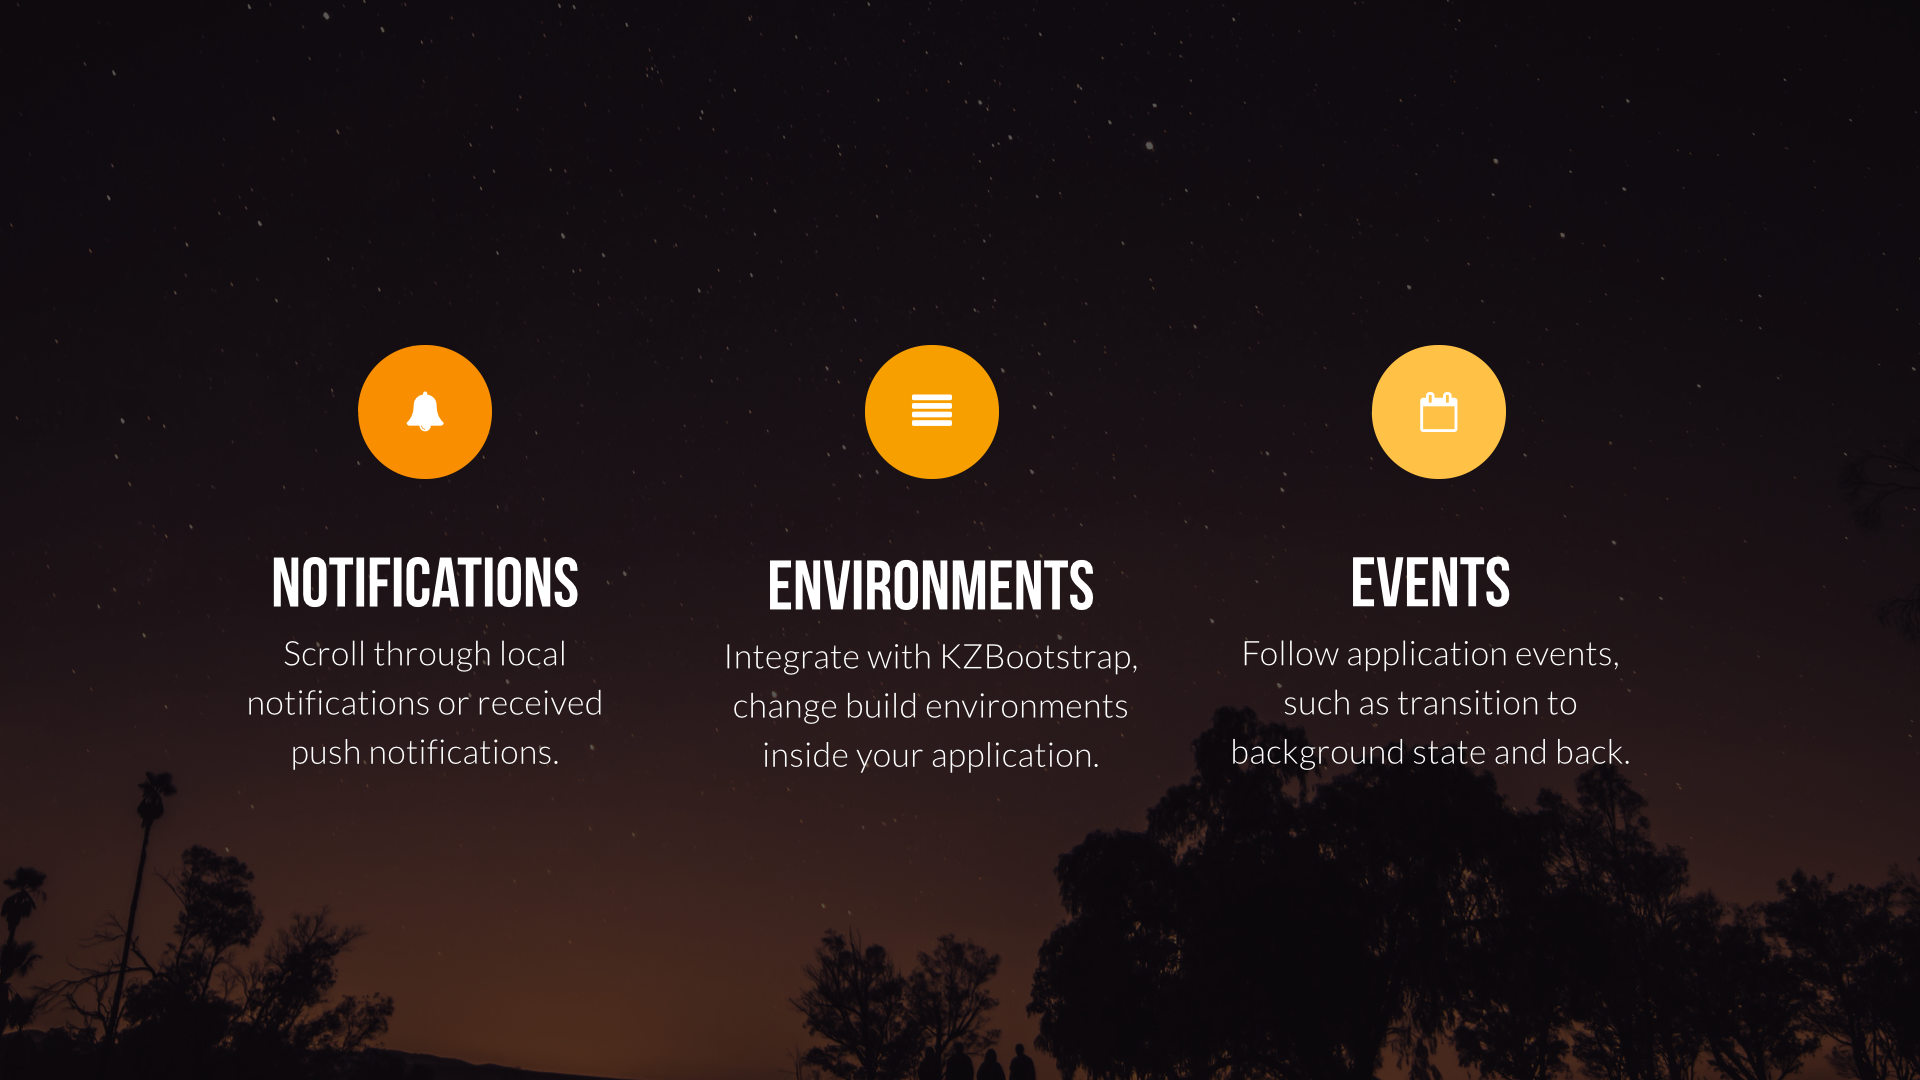 NOTIFICATIONS
Scroll through local
notifications or received
push notifications.
ENVIRONMENTS
Integrate with KZBootstrap,
change build environments
inside your application.
EVENTS
Follow application events,
such as transition to
background state and back.